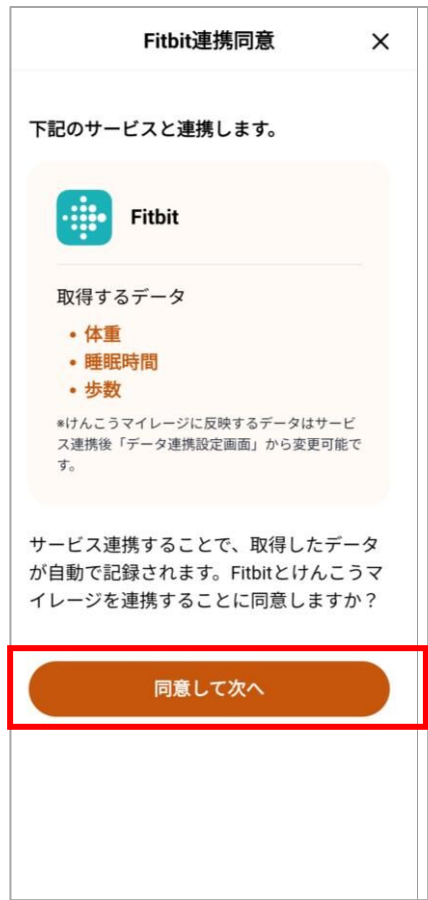 Fitbit連携同意 ×
下記のサービスと連携します。
Fitbit
取得するデータ
• 体重
• 睡眠時間
• 歩数
※けんこうマイレージに反映するデータはサービ
ス連携後「データ連携設定画面」から変更可能で
す。
サービス連携することで、取得したデータ
が自動で記録されます。Fitbitとけんこうマ
イレージを連携することに同意しますか？
同意して次へ